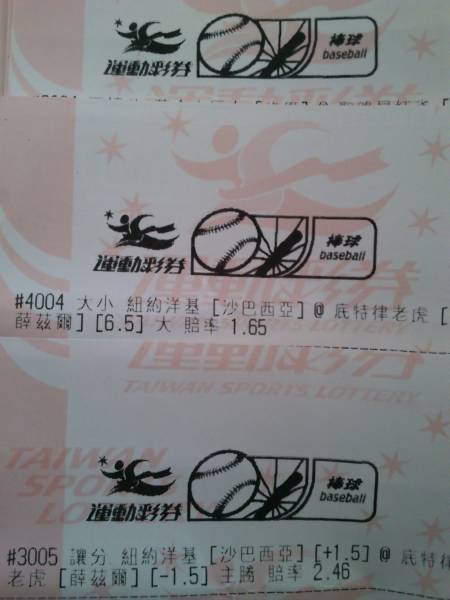 運動彩券
棒球
baseball
運動彩券
棒球
baseball
#4004 大小 紐約洋基 [沙巴西亞] @ 底特律老虎 [
薛茲爾] [6.5] 大 賠率 1.65
TAIWAN SPORTS LOTTERY
TAIWAN
SPO
LO
運動彩券
棒球
baseball
#3005 讓分 紐約洋基 [沙巴西亞] [+1.5] @ 底特律
老虎 [薛茲爾] [-1.5] 主勝 賠率 2.46